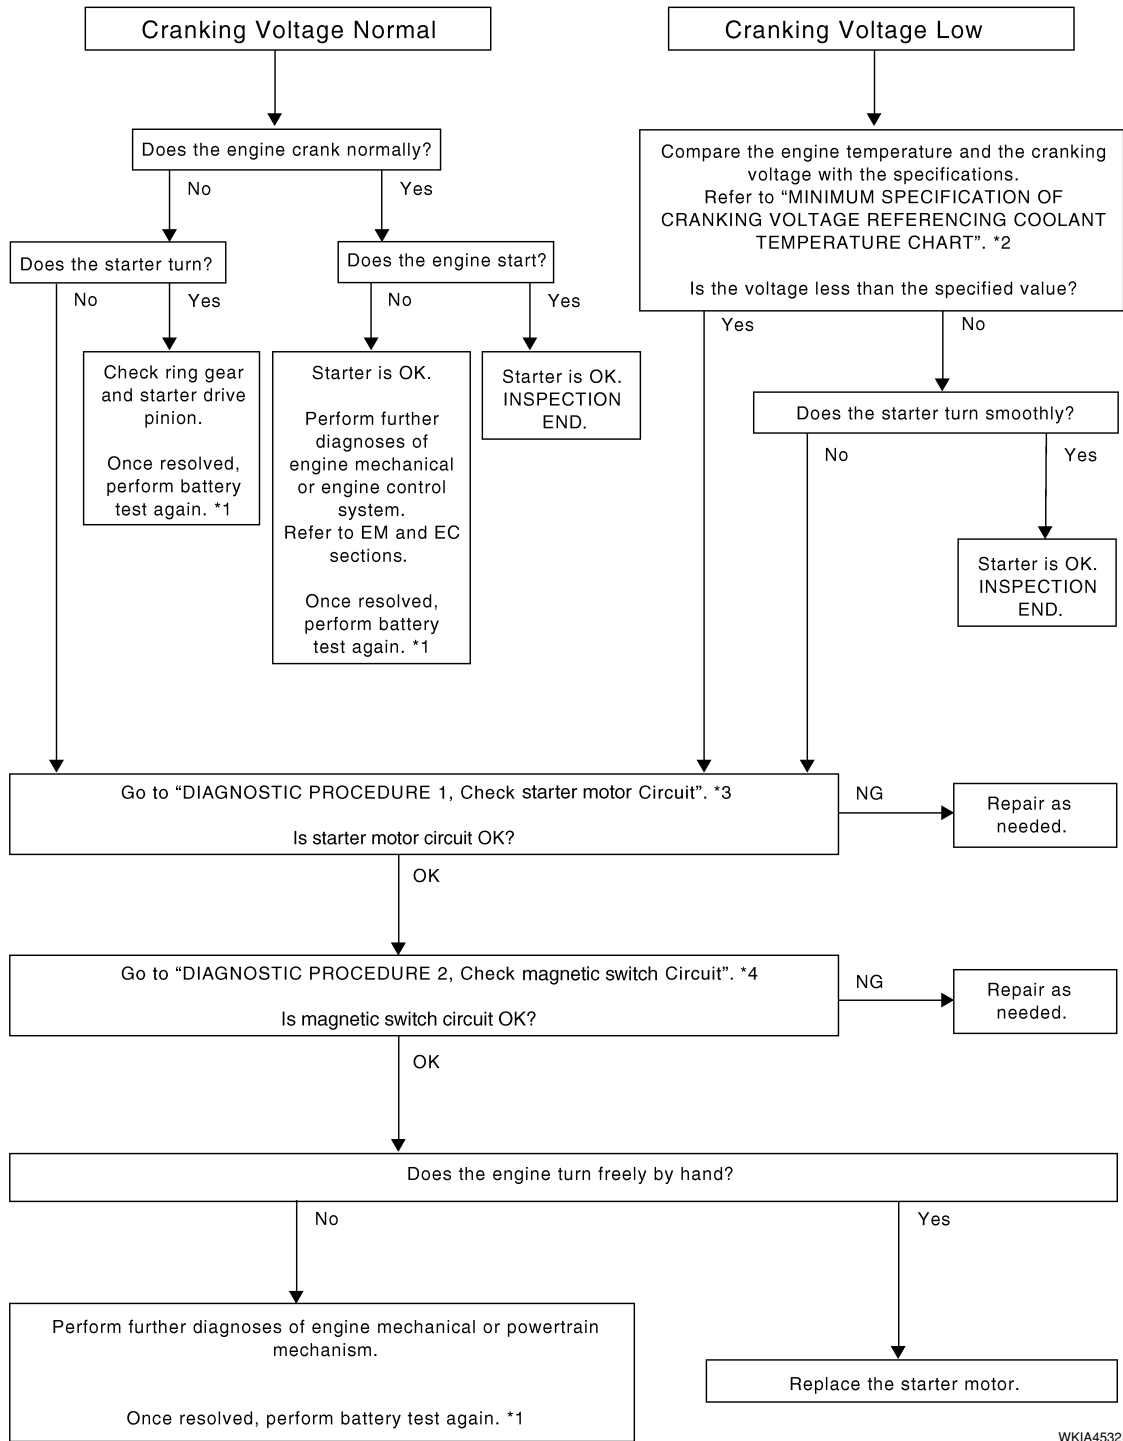 Cranking Voltage Normal
Cranking Voltage Low
Does the engine crank normally?
No
Yes
Does the starter turn?
No
Yes
Does the engine start?
No
Yes
Check ring gear
and starter drive
pinion.
Once resolved,
perform battery
test again. *1
Starter is OK.
Perform further
diagnoses of
engine mechanical
or engine control
system.
Refer to EM and EC
sections.
Once resolved,
perform battery
test again. *1
Starter is OK.
INSPECTION
END.
Compare the engine temperature and the cranking
voltage with the specifications.
Refer to “MINIMUM SPECIFICATION OF
CRANKING VOLTAGE REFERENCING COOLANT
TEMPERATURE CHART”. *2
Is the voltage less than the specified value?
Yes
No
Does the starter turn smoothly?
No
Yes
Starter is OK.
INSPECTION
END.
Go to “DIAGNOSTIC PROCEDURE 1, Check starter motor Circuit”. *3
Is starter motor circuit OK?
NG
Repair as
needed.
OK
Go to “DIAGNOSTIC PROCEDURE 2, Check magnetic switch Circuit”. *4
Is magnetic switch circuit OK?
NG
Repair as
needed.
OK
Does the engine turn freely by hand?
No
Yes
Perform further diagnoses of engine mechanical or powertrain
mechanism.
Once resolved, perform battery test again. *1
Replace the starter motor.
WKIA4532